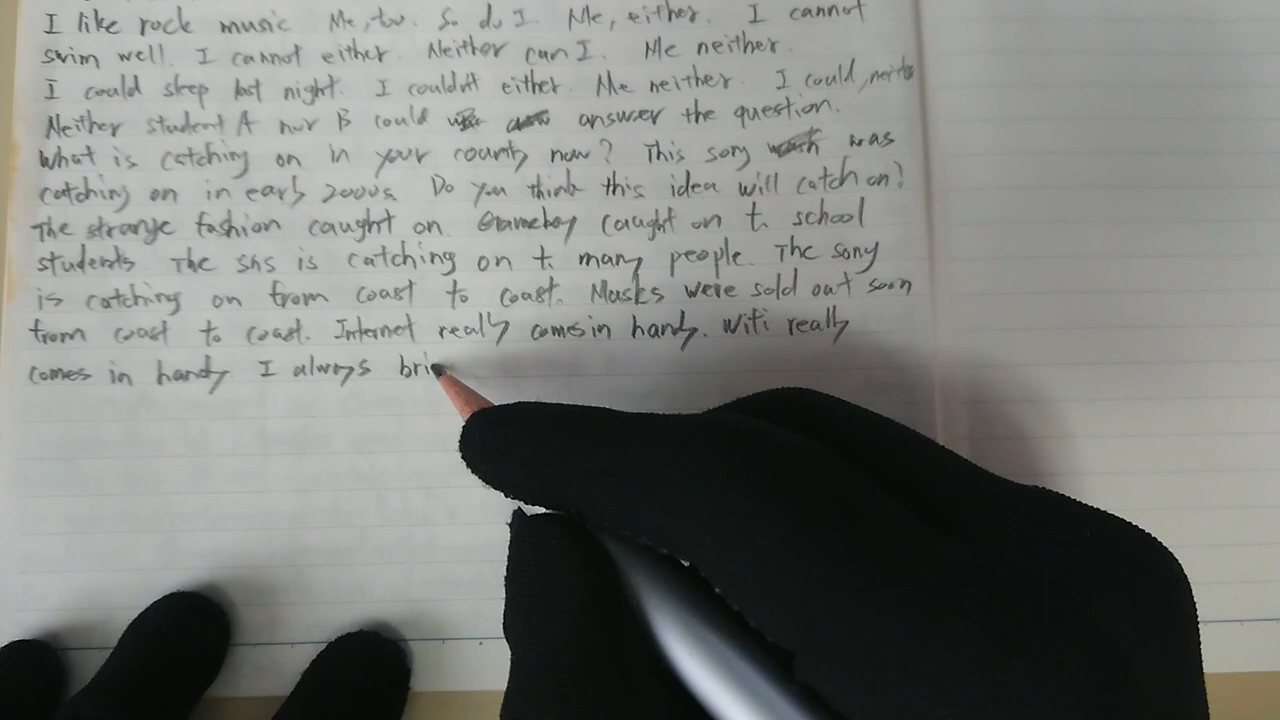 I like rock music Me, too. So do I Me, either. I cannot
swim well. I cannot either. Neither can I. Me neither.
I could sleep last night. I couldn't either. Me neither. I could, neither
Neither student A nor B could answer the question.
What is catching on in your country now? This song was
catching on in early 2000s. Do you think this idea will catch on?
The strange fashion caught on. Gameboy caught on to school
students The sns is catching on to many people. The song
is catching on from coast to coast. Masks were sold out soon
from coast to coast. Internet really comes in handy. Wifi really
comes in handy I always bri